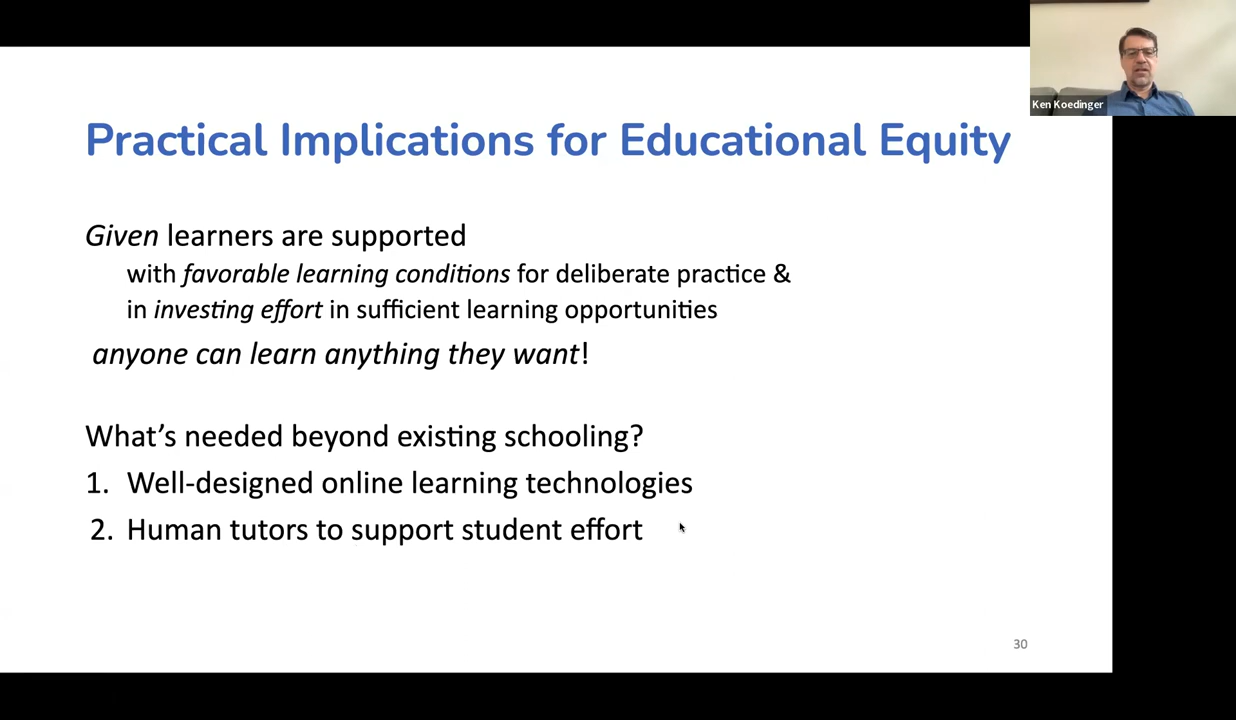 Ken Koedinger
Practical Implications for Educational Equity
Given learners are supported
with favorable learning conditions for deliberate practice &
in investing effort in sufficient learning opportunities
anyone can learn anything they want!
What’s needed beyond existing schooling?
1. Well-designed online learning technologies
2. Human tutors to support student effort
30